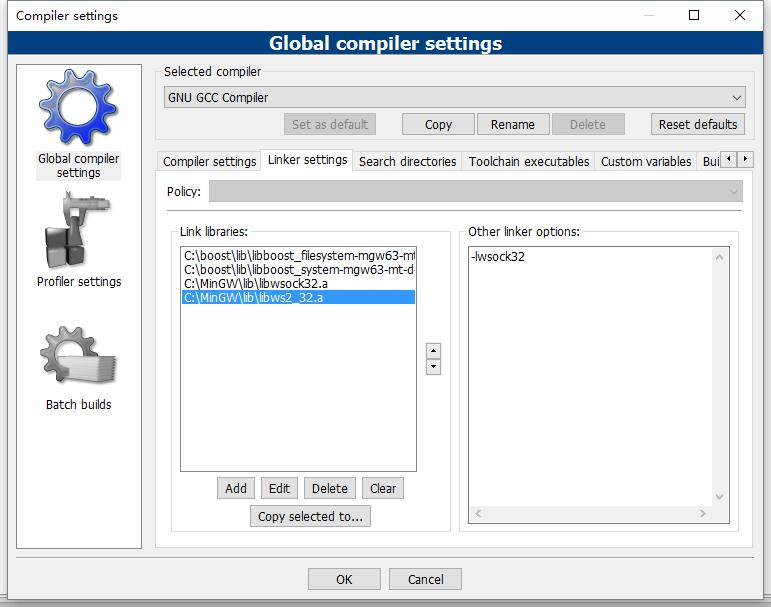 Compiler settings
Global compiler settings
Global compiler
settings
Profiler settings
Batch builds
Selected compiler
GNU GCC Compiler
Set as default
Copy
Rename
Delete
Reset defaults
Compiler settings
Linker settings
Search directories
Toolchain executables
Custom variables
Bui
Policy:
Link libraries:
C:\boost\lib\libboost_filesystem-mgw63-mt
C:\boost\lib\libboost_system-mgw63-mt-d-
C:\MinGW\lib\libwsock32.a
C:\MinGW\lib\libws2_32.a
Add
Edit
Delete
Clear
Copy selected to...
Other linker options:
-lwsock32
OK
Cancel